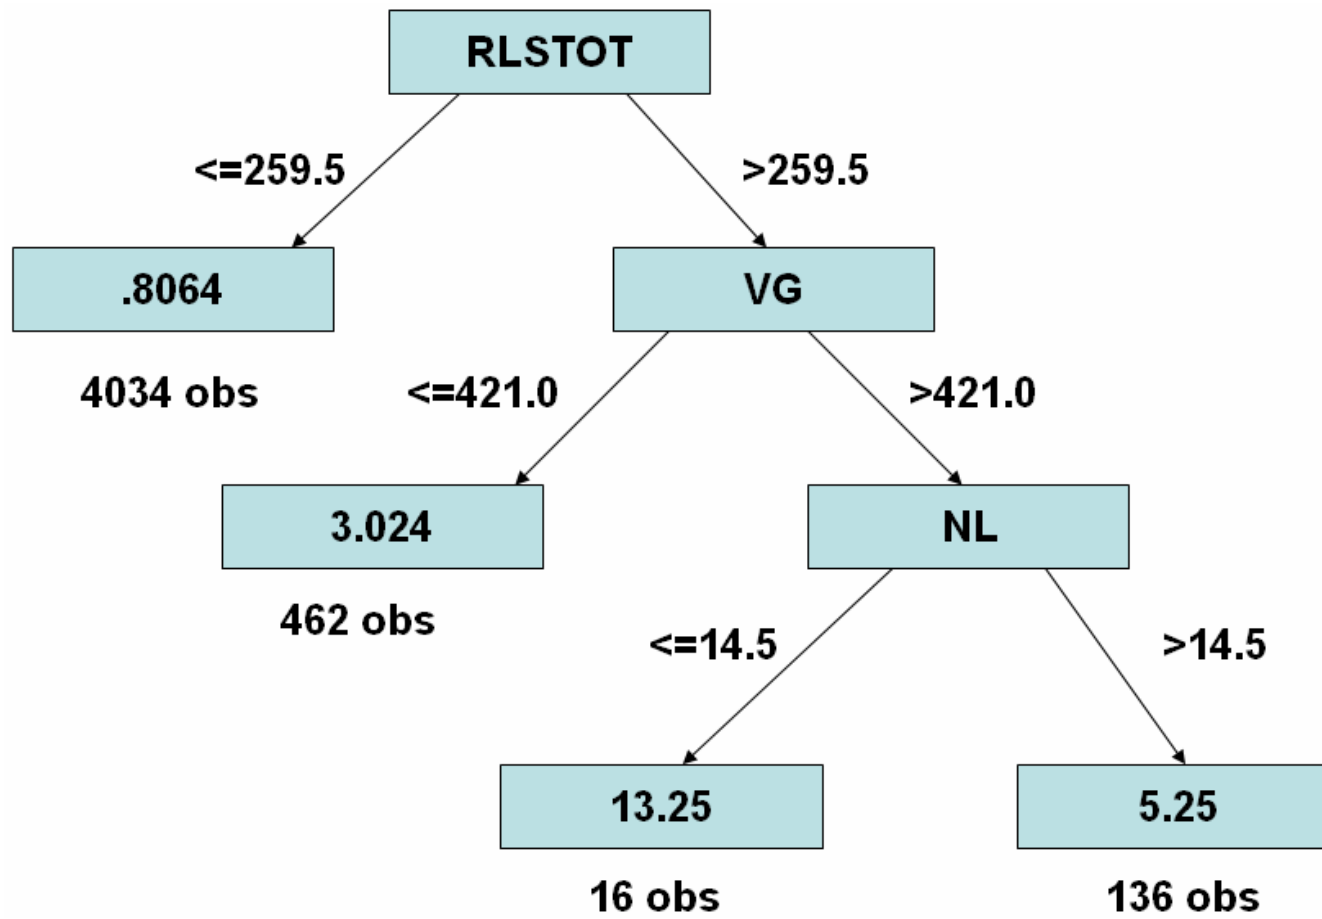 RLSTOT
<=259.5
>259.5
.8064
VG
4034 obs
<=421.0
>421.0
3.024
NL
462 obs
<=14.5
>14.5
13.25
5.25
16 obs
136 obs